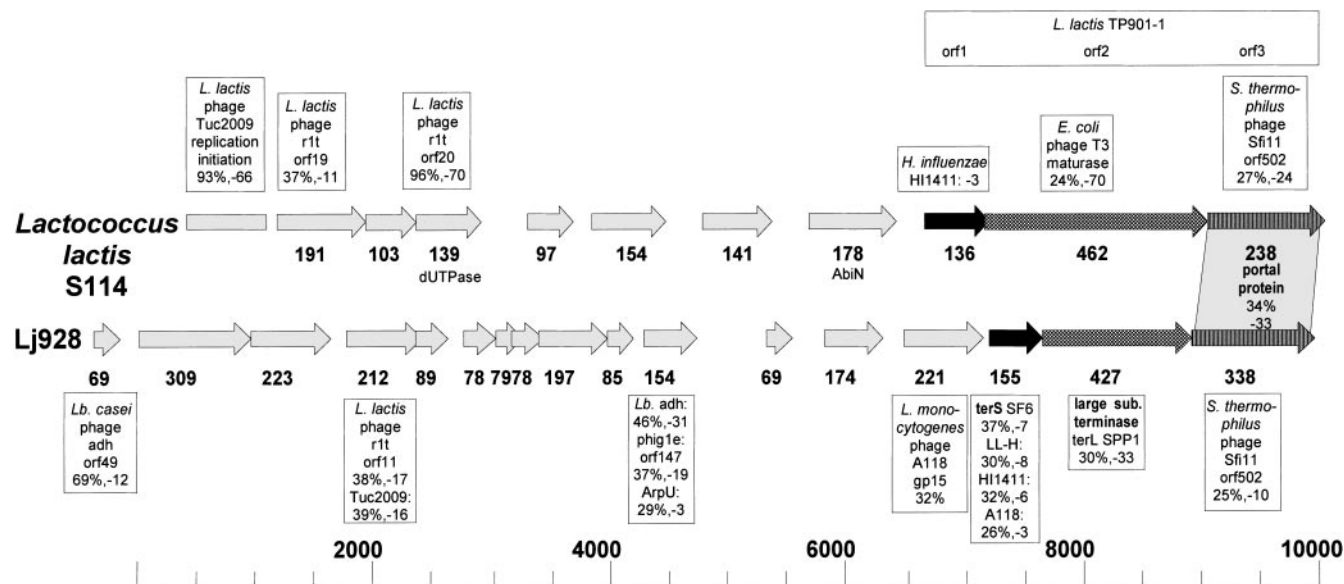 L. lactis TP901-1
orf1 orf2 orf3
L. lactis
phage
Tuc2009
replication
initiation
93%,-66
L. lactis
phage
r1t
orf19
37%,-11
L. lactis
phage
r1t
orf20
96%,-70
H. influenzae
HI1411: -3
E. coli
phage T3
maturase
24%,-70
S. thermo-
philus
phage
Sfi11
orf502
27%,-24
Lactococcus
lactis
S114
191 103 139 97 154 141 178 136 462 238
dUTPase
AbiN
portal
protein
34%
-33
Lj928
69 309 223 212 89 78 79 78 197 85 154 69 174 221 155 427 338
Lb. casei
phage
adh
orf49
69%,-12
L. lactis
phage
r1t
orf11
38%,-17
Tuc2009:
39%,-16
Lb. adh:
46%,-31
phig1e:
orf147
37%,-19
ArpU:
29%,-3
L. mono-
cytogenes
phage
A118
gp15
32%
terS SF6
37%,-7
LL-H:
30%,-8
HI1411:
32%,-6
A118:
26%,-3
large sub.
terminase
terL SPP1
30%,-33
S. thermo-
philus
phage
Sfi11
orf502
25%,-10
2000 4000 6000 8000 10000